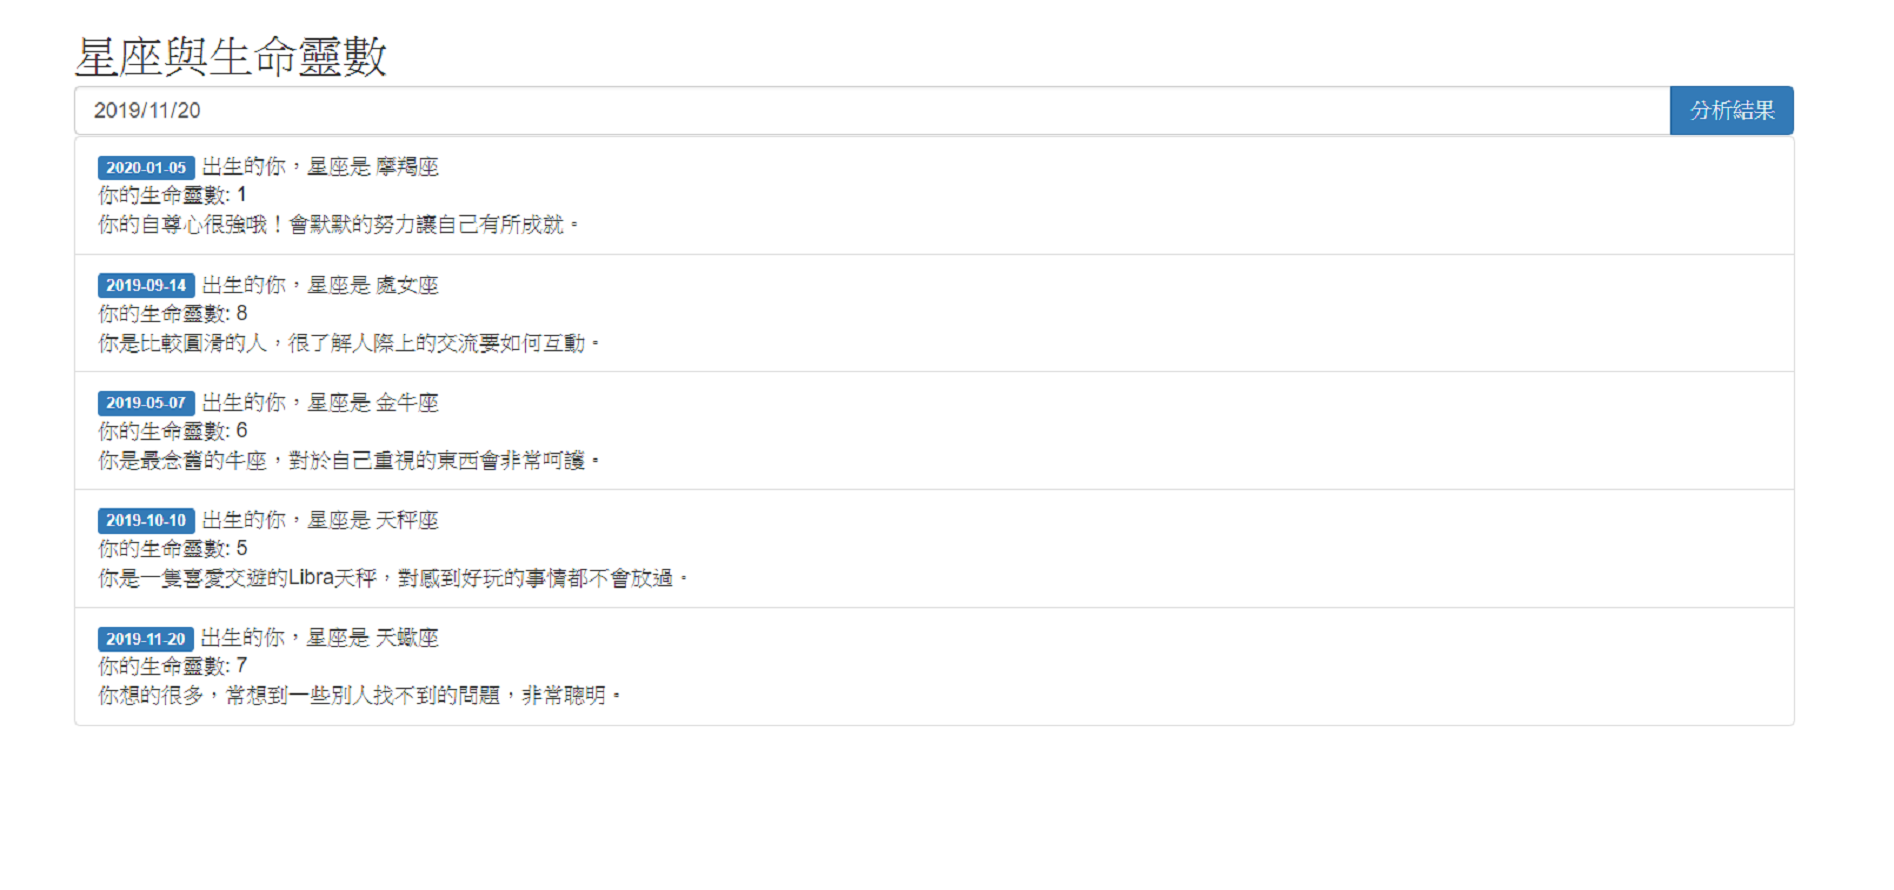 星座與生命靈數
2019/11/20
分析結果
2020-01-05 出生的你，星座是 摩羯座
你的生命靈數: 1
你的自尊心很強哦！會默默的努力讓自己有所成就。
2019-09-14 出生的你，星座是 處女座
你的生命靈數: 8
你是比較圓滑的人，很了解人際上的交流要如何互動。
2019-05-07 出生的你，星座是 金牛座
你的生命靈數: 6
你是最念舊的牛座，對於自己重視的東西會非常呵護。
2019-10-10 出生的你，星座是 天秤座
你的生命靈數: 5
你是一隻喜愛交遊的Libra天秤，對感到好玩的事情都不會放過。
2019-11-20 出生的你，星座是 天蠍座
你的生命靈數: 7
你想的很多，常想到一些別人找不到的問題，非常聰明。